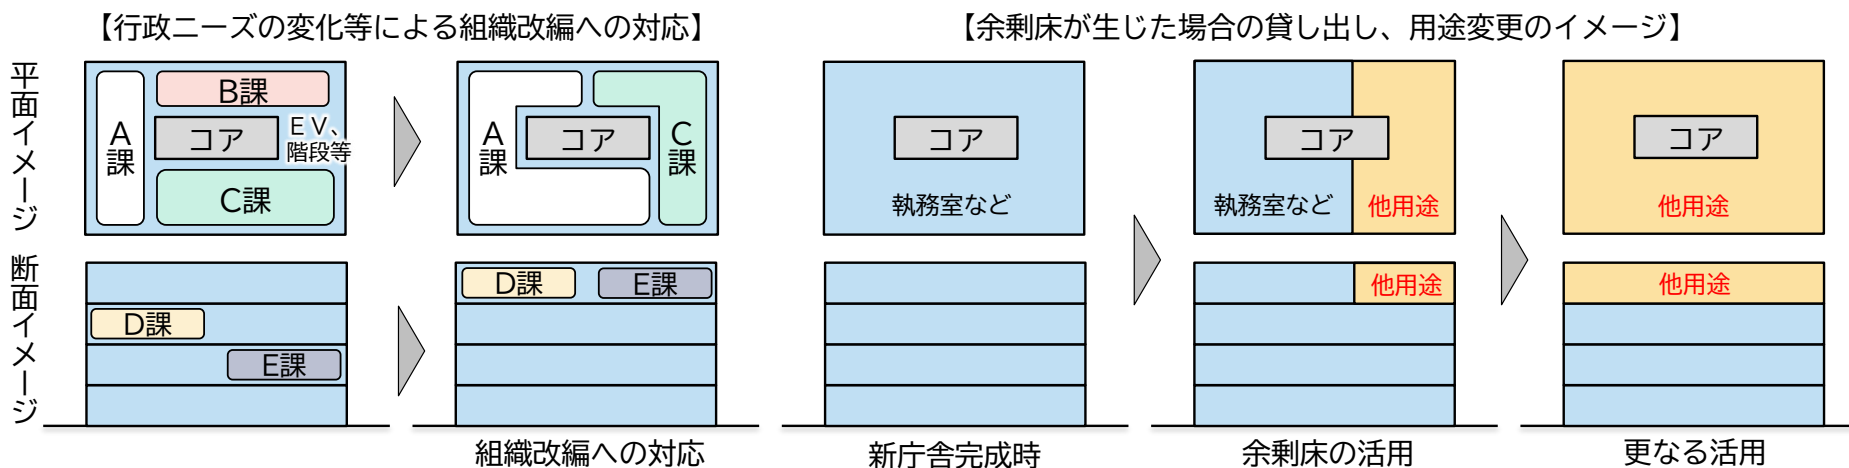 【行政ニーズの変化等による組織改編への対応】
平面イメージ
A課
B課
コア
EV、
階段等
C課
A課
コア
C課
断面イメージ
D課
E課
D課
E課
組織改編への対応
【余剰床が生じた場合の貸し出し、用途変更のイメージ】
コア
執務室など
コア
執務室など
他用途
コア
他用途
他用途
他用途
新庁舎完成時
余剰床の活用
更なる活用